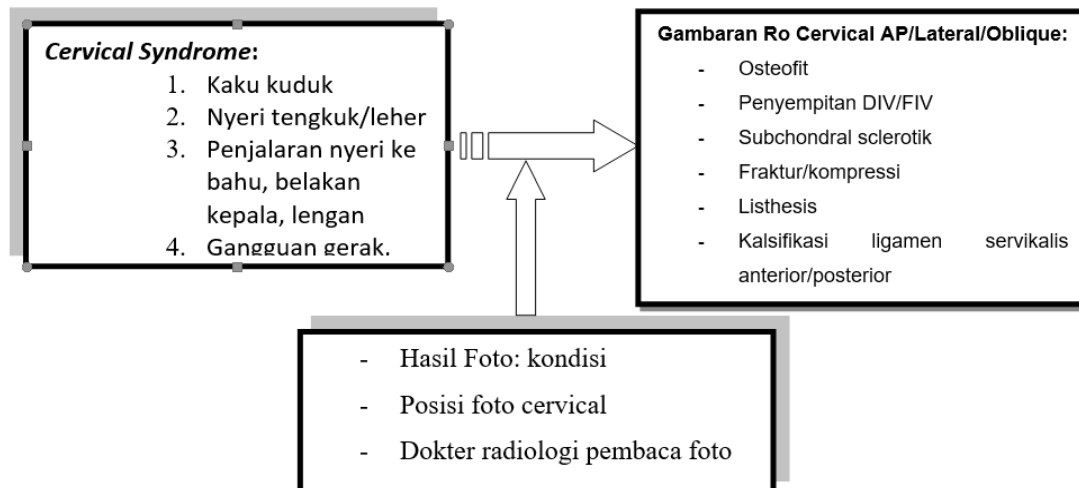 Cervical Syndrome:
1. Kaku kuduk
2. Nyeri tengkuk/leher
3. Penjalaran nyeri ke
bahu, belakan
kepala, lengan
4. Gangguan gerak.
Gambaran Ro Cervical AP/Lateral/Oblique:
- Osteofit
- Penyempitan DIV/FIV
- Subchondral sclerotik
- Fraktur/kompressi
- Listhesis
- Kalsifikasi ligamen servikalis
anterior/posterior
- Hasil Foto: kondisi
- Posisi foto cervical
- Dokter radiologi pembaca foto